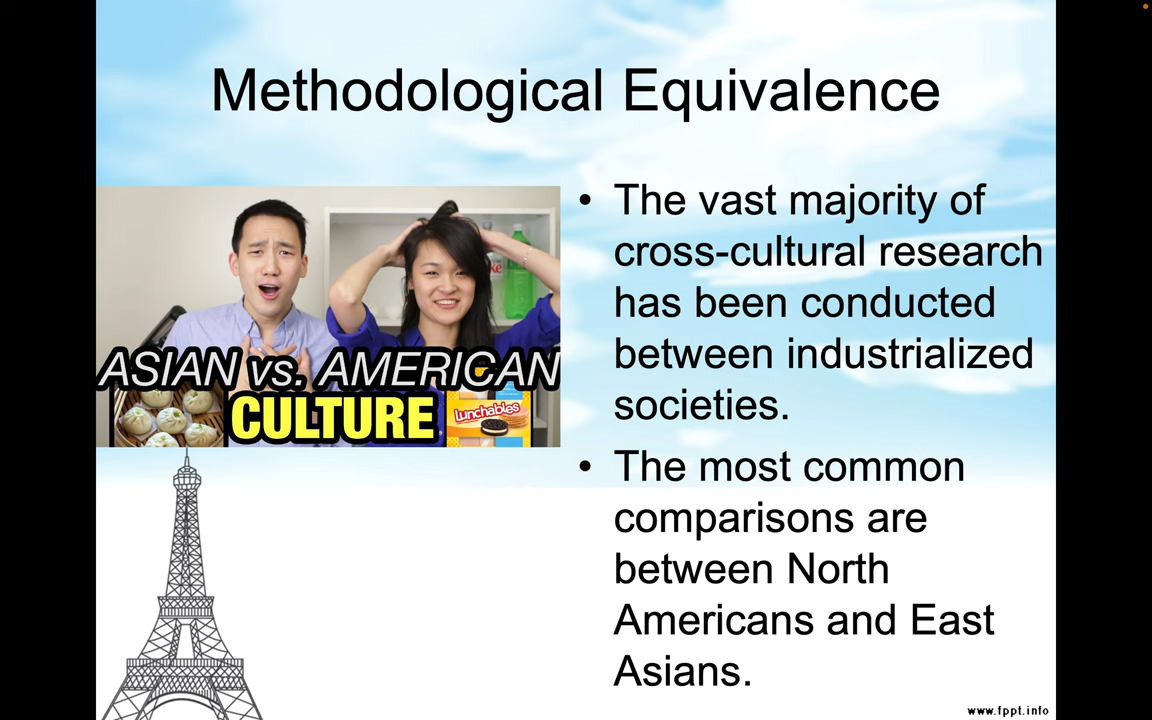 Methodological Equivalence
ASIAN vs. AMERICAN
CULTURE
Lunchables
• The vast majority of
cross-cultural research
has been conducted
between industrialized
societies.
• The most common
comparisons are
between North
Americans and East
Asians.
www.fppt.info